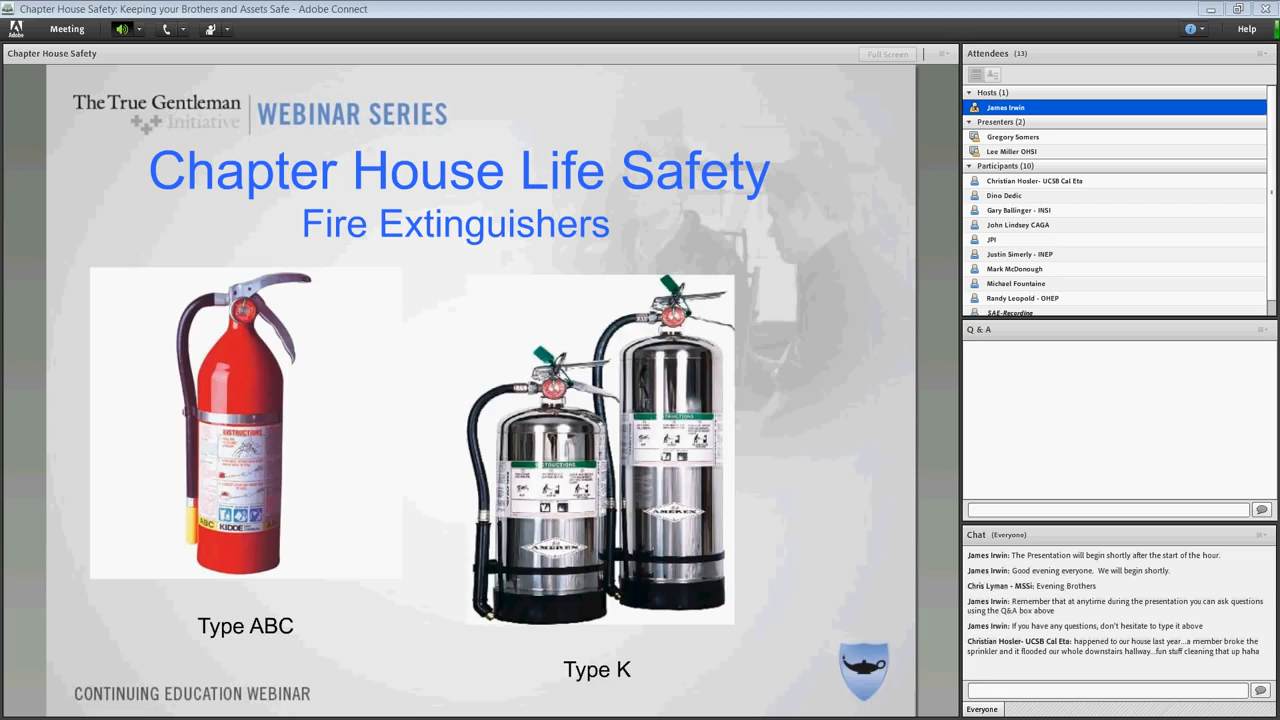 Chapter House Safety: Keeping your Brothers and Assets Safe - Adobe Connect
Adobe
Meeting
Help
Chapter House Safety
Full Screen
The True Gentleman
Initiative
WEBINAR SERIES
Chapter House Life Safety
Fire Extinguishers
INSTRUCTIONS
ABC
KIDDE
INSTRUCTIONS
AMEREX
INSTRUCTIONS
AMEREX
Type ABC
Type K
CONTINUING EDUCATION WEBINAR
Attendees (13)
Hosts (1)
James Irwin
Presenters (2)
Gregory Somers
Lee Miller OHSI
Participants (10)
Christian Hosler- UCSB Cal Eta
Dino Dedic
Gary Ballinger - INSI
John Lindsey CAGA
JPI
Justin Simerly - INEP
Mark McDonough
Michael Fountaine
Randy Leopold - OHEP
SAE-Recording
Q & A
Chat (Everyone)
James Irwin: The Presentation will begin shortly after the start of the hour.
James Irwin: Good evening everyone. We will begin shortly.
Chris Lyman - MSSi: Evening Brothers
James Irwin: Remember that at anytime during the presentation you can ask questions
using the Q&A box above
James Irwin: If you have any questions, don't hesitate to type it above
Christian Hosler- UCSB Cal Eta: happened to our house last year...a member broke the
sprinkler and it flooded our whole downstairs hallway...fun stuff cleaning that up haha
Everyone